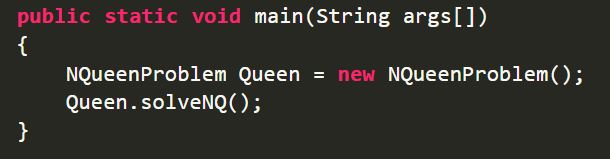 public static void main(String args[])
{
    NQueenProblem Queen = new NQueenProblem();
    Queen.solveNQ();
}